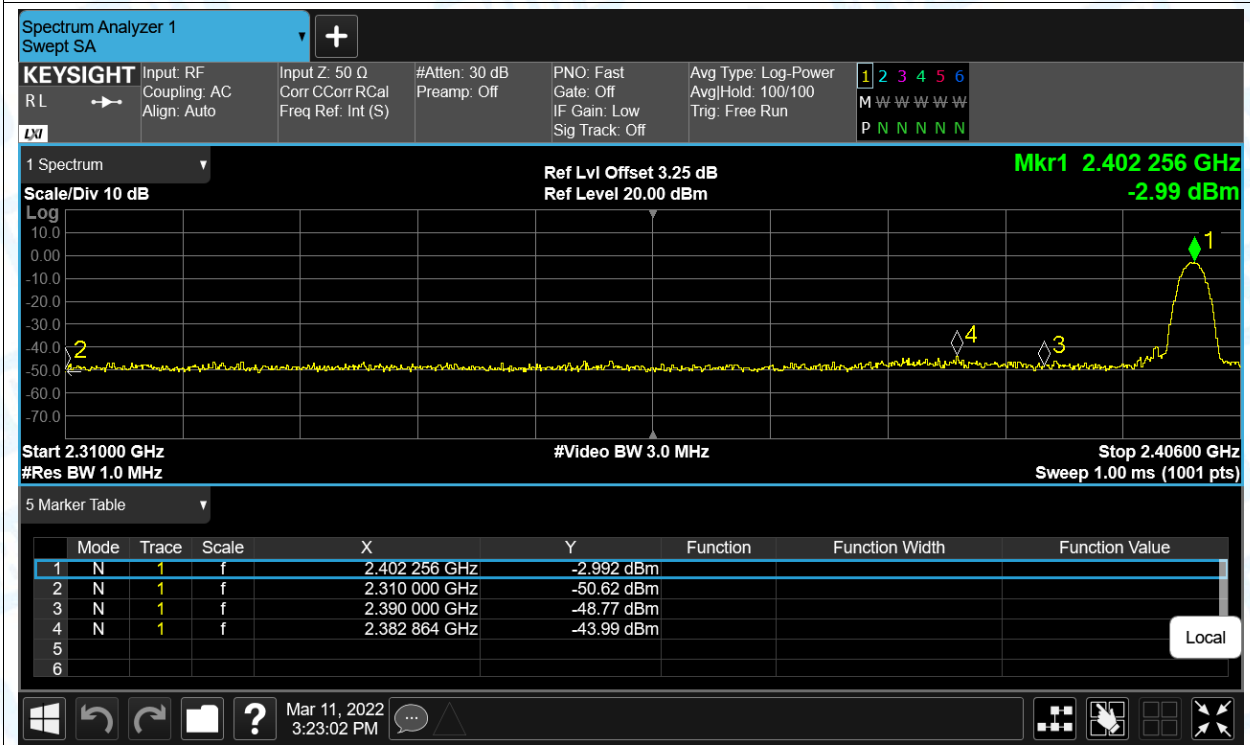 Spectrum Analyzer 1
Swept SA
+
KEYSIGHT
R L
LXI
Input: RF
Coupling: AC
Align: Auto
Input Z: 50 Ω
Corr CCorr RCal
Freq Ref: Int (S)
#Atten: 30 dB
Preamp: Off
PNO: Fast
Gate: Off
IF Gain: Low
Sig Track: Off
Avg Type: Log-Power
Avg|Hold: 100/100
Trig: Free Run
1 2 3 4 5 6
M W W W W W
P N N N N N
1 Spectrum
Scale/Div 10 dB
Ref Lvl Offset 3.25 dB
Ref Level 20.00 dBm
Mkr1 2.402 256 GHz
-2.99 dBm
Log
10.0
0.00
-10.0
-20.0
-30.0
-40.0
-50.0
-60.0
-70.0
1
2
4
3
Start 2.31000 GHz
#Res BW 1.0 MHz
#Video BW 3.0 MHz
Stop 2.40600 GHz
Sweep 1.00 ms (1001 pts)
5 Marker Table
Mode Trace Scale X Y Function Function Width Function Value
1 N 1 f 2.402 256 GHz -2.992 dBm
2 N 1 f 2.310 000 GHz -50.62 dBm
3 N 1 f 2.390 000 GHz -48.77 dBm
4 N 1 f 2.382 864 GHz -43.99 dBm
5
6
Local
?
Mar 11, 2022
3:23:02 PM